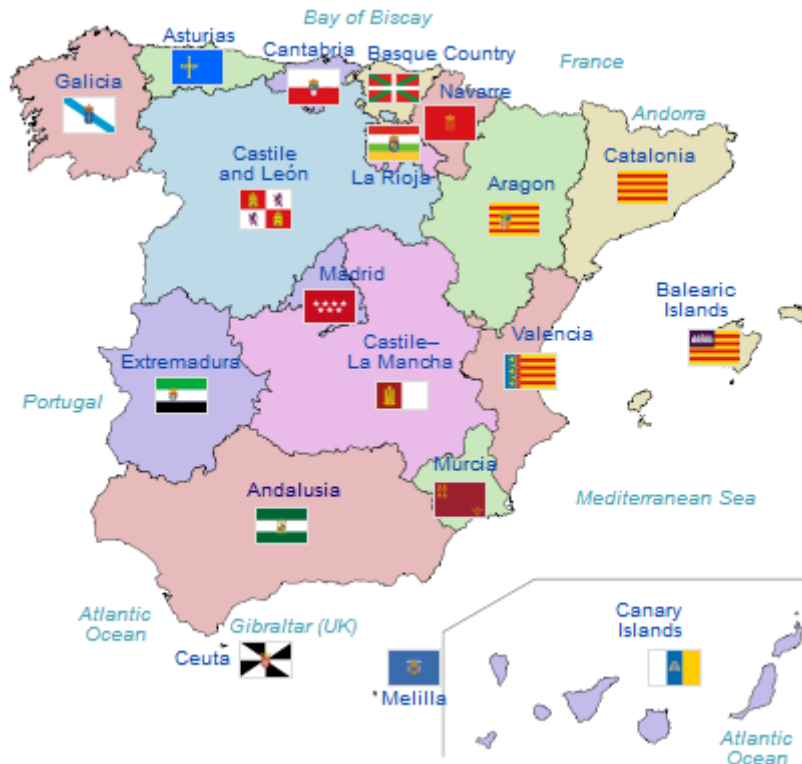 Bay of Biscay
Asturias
Cantabria
Basque Country
France
Galicia
Navarre
Andorra
Castile
and León
La Rioja
Aragon
Catalonia
Madrid
Balearic
Islands
Extremadura
Castile–
La Mancha
Valencia
Portugal
Murcia
Andalusia
Mediterranean Sea
Atlantic
Ocean
Gibraltar (UK)
Ceuta
Melilla
Canary
Islands
Atlantic
Ocean